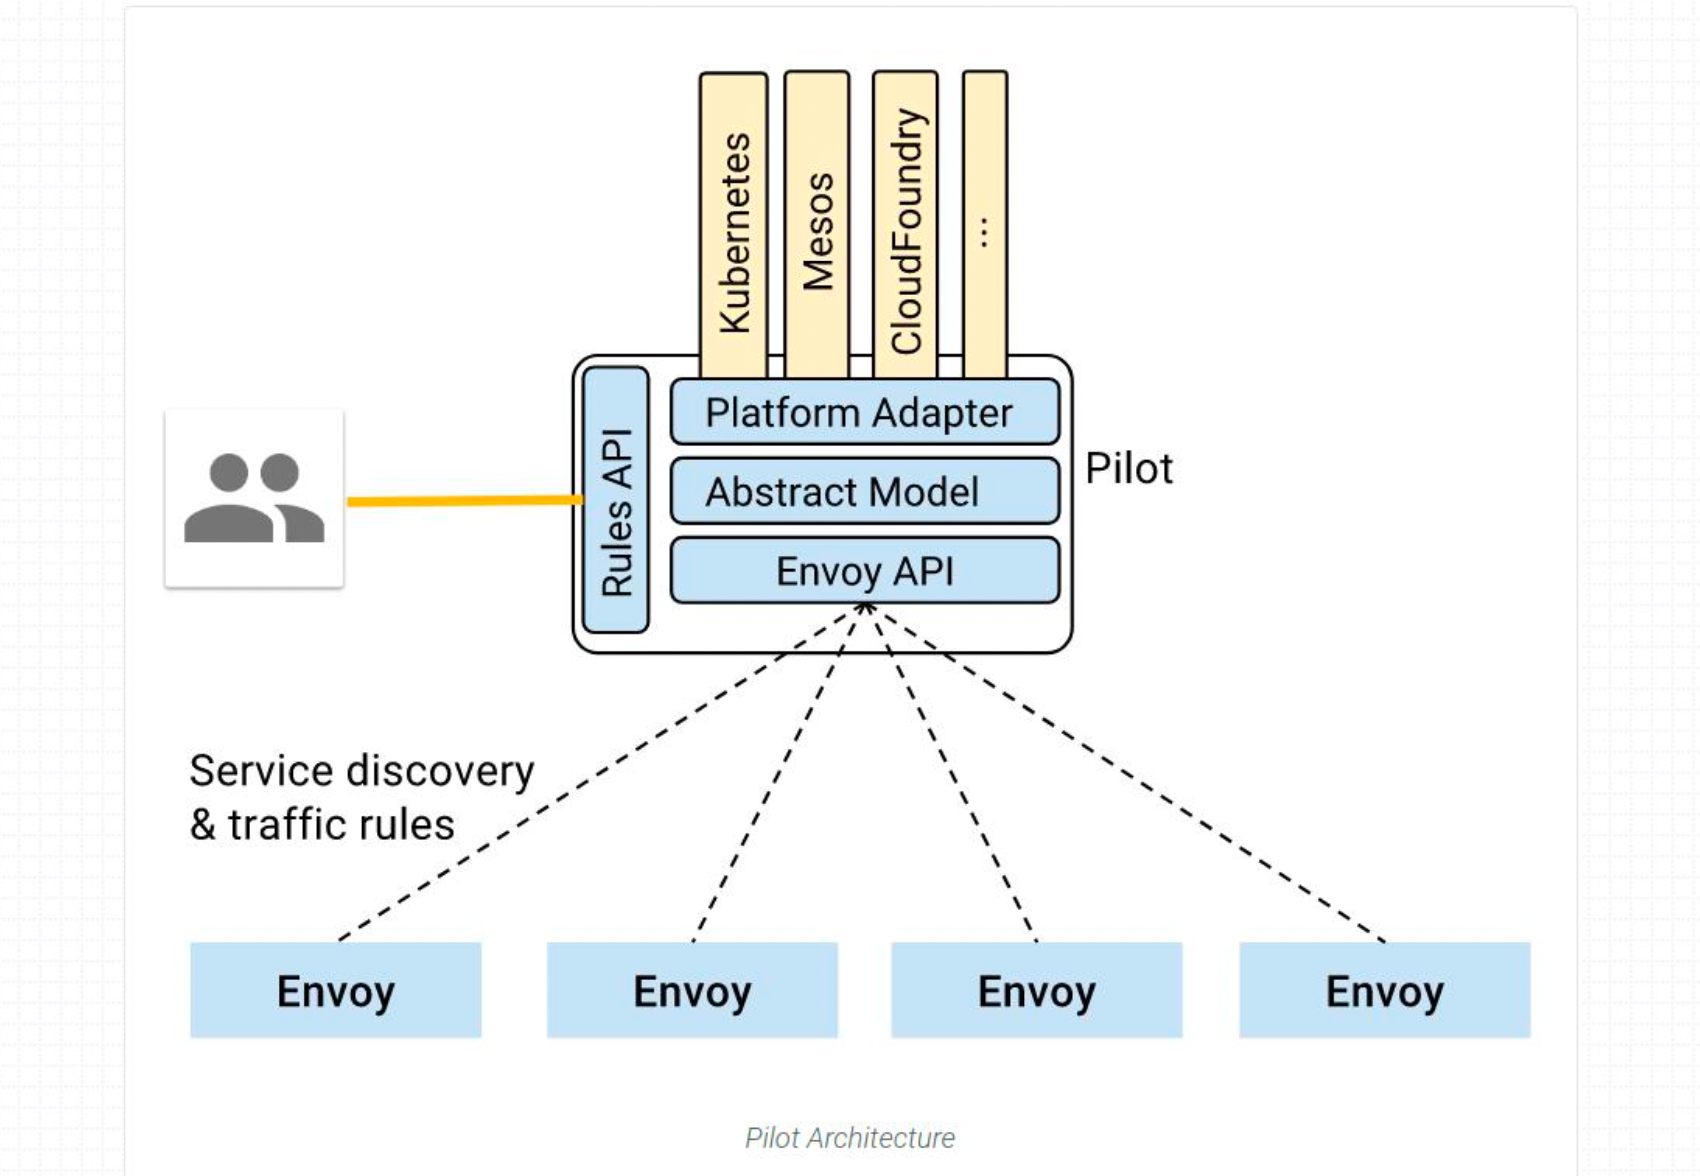 Kubernetes
Mesos
CloudFoundry
...
Rules API
Platform Adapter
Abstract Model
Envoy API
Pilot
Service discovery
& traffic rules
Envoy
Envoy
Envoy
Envoy
Pilot Architecture